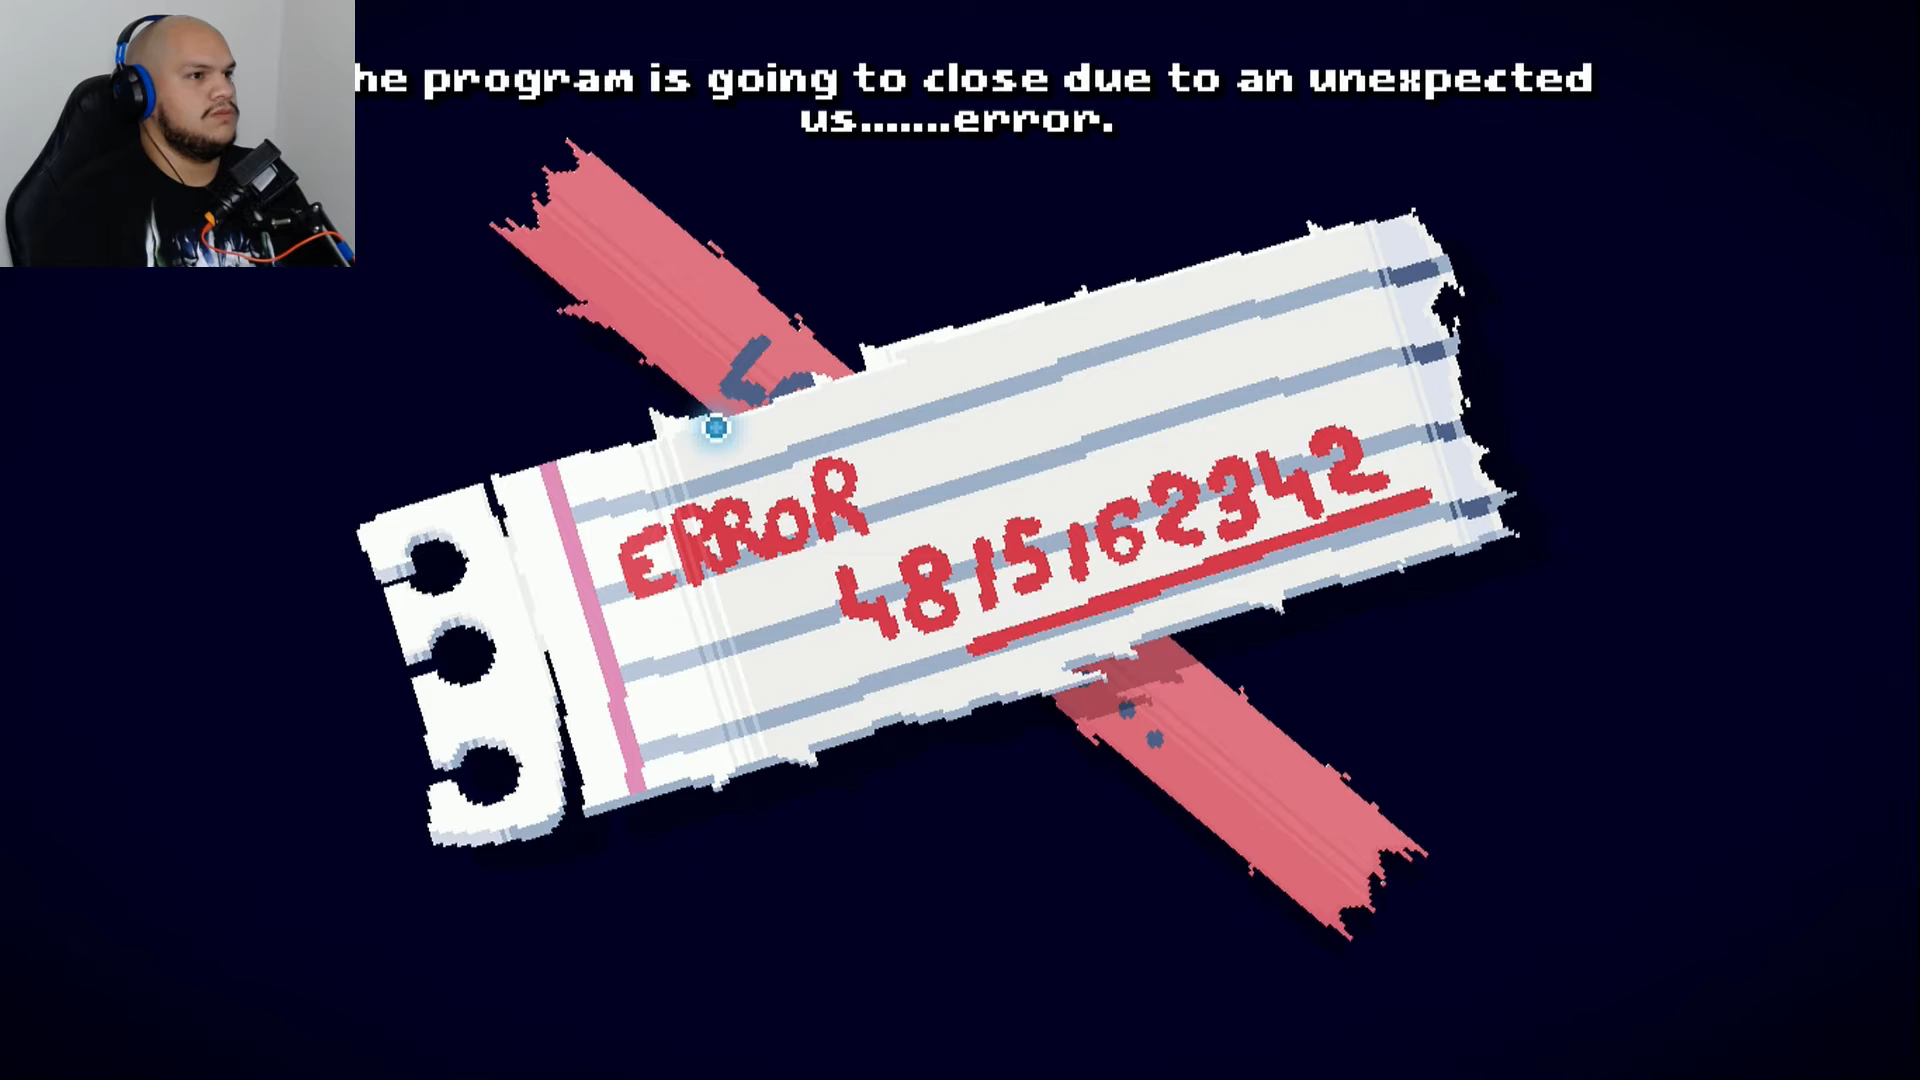 he program is going to close due to an unexpected
us.......error.
ERROR
4815162342